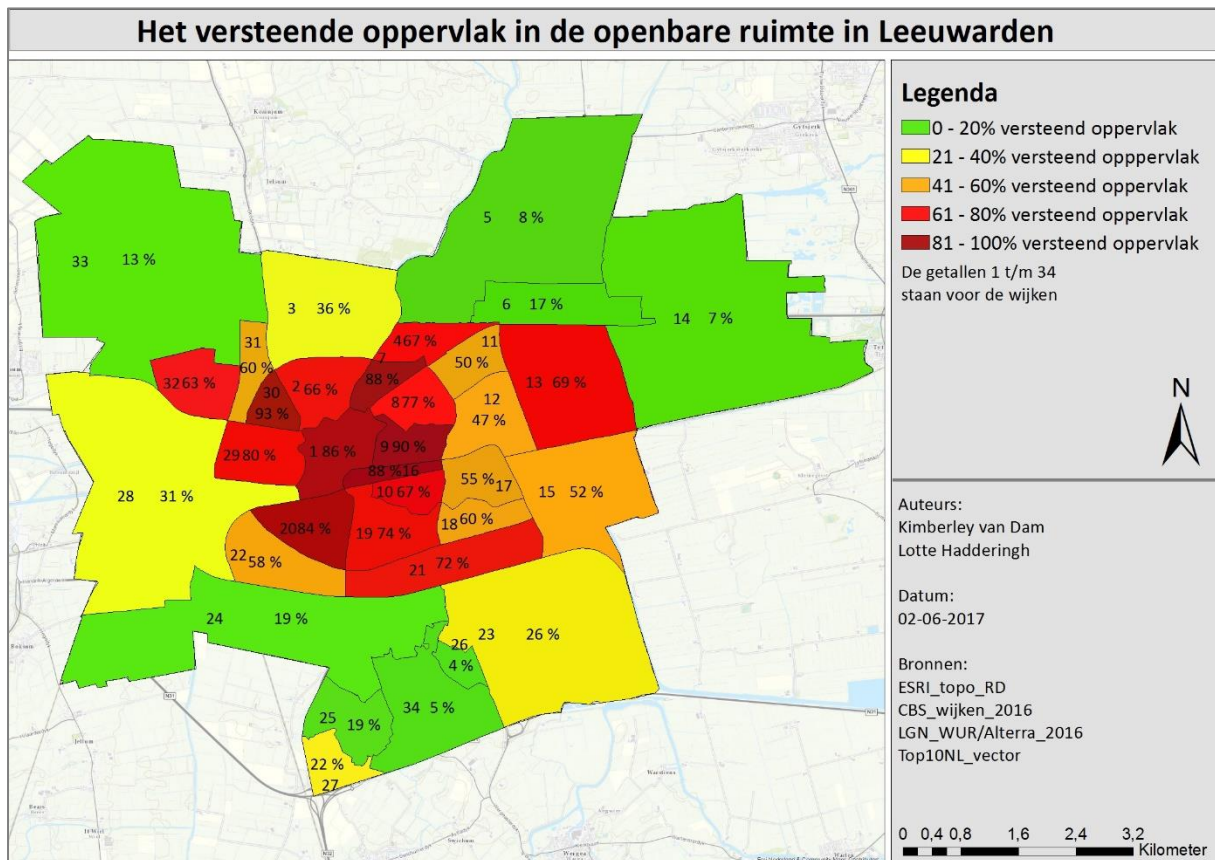 Het versteende oppervlak in de openbare ruimte in Leeuwarden
Legenda
0 - 20% versteend oppervlak
21 - 40% versteend opppervlak
41 - 60% versteend oppervlak
61 - 80% versteend oppervlak
81 - 100% versteend oppervlak
De getallen 1 t/m 34
staan voor de wijken
N
Auteurs:
Kimberley van Dam
Lotte Hadderingh
Datum:
02-06-2017
Bronnen:
ESRI_topo_RD
CBS_wijken_2016
LGN_WUR/Alterra_2016
Top10NL_vector
0 0,4 0,8 1,6 2,4 3,2
Kilometer
Jelsum
5 8 %
33 13 %
6 17 %
3 36 %
14 7 %
31
60 %
467 %
7
11
50 %
88 %
32 63 %
30
93 %
2 66 %
877 %
12
47 %
13 69 %
29 80 %
1 86 %
9 90 %
88 % 16
10 67 %
55 % 17
15 52 %
28 31 %
2084 %
19 74 %
18 60 %
22 58 %
21 72 %
24 19 %
23 26 %
26
4 %
34 5 %
25 19 %
22 %
27
Jellum